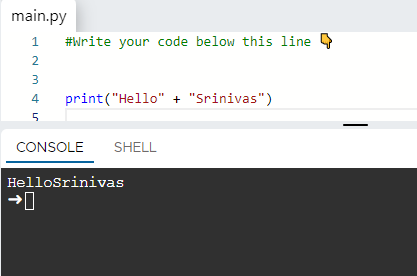 main.py
1 #Write your code below this line 👇
2
3
4 print("Hello" + "Srinivas")
5
CONSOLE SHELL
HelloSrinivas
➜